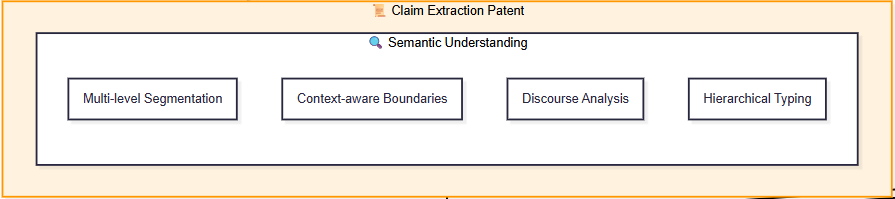 📜 Claim Extraction Patent
🔍 Semantic Understanding
Multi-level Segmentation Context-aware Boundaries Discourse Analysis Hierarchical Typing